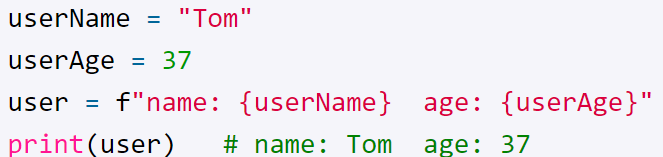 userName = "Tom"
userAge = 37
user = f"name: {userName}  age: {userAge}"
print(user)   # name: Tom  age: 37